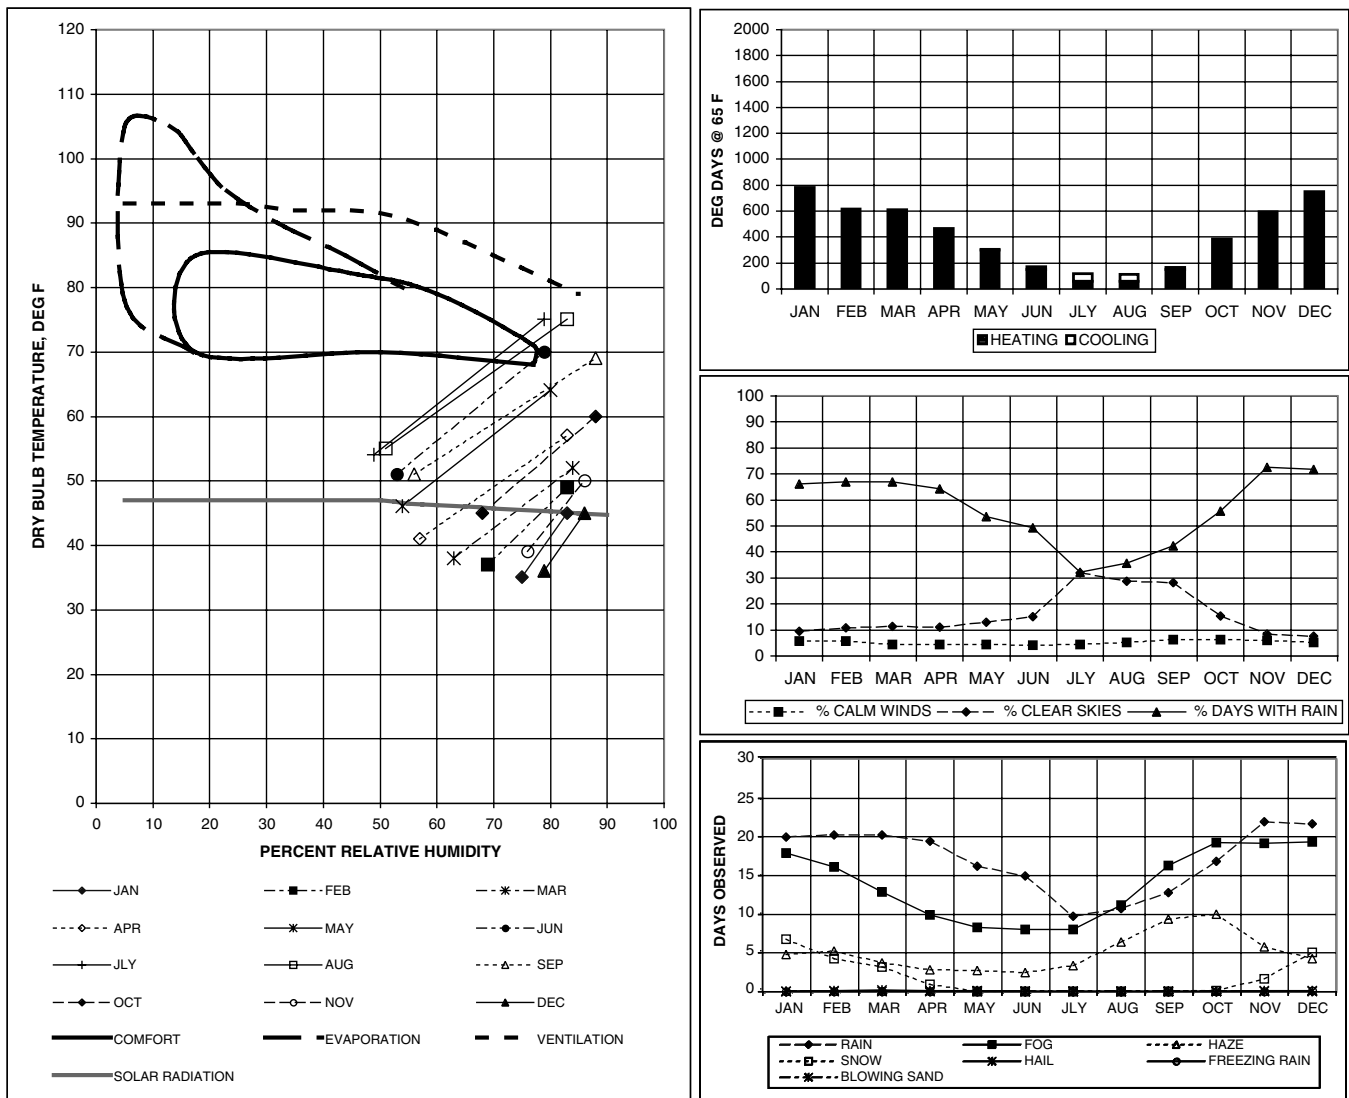 120
110
100
90
80
70
60
50
40
30
20
10
0
DRY BULB TEMPERATURE, DEG F
0 10 20 30 40 50 60 70 80 90 100
PERCENT RELATIVE HUMIDITY
JAN FEB MAR
APR MAY JUN
JLY AUG SEP
OCT NOV DEC
COMFORT EVAPORATION VENTILATION
SOLAR RADIATION
2000
1800
1600
1400
1200
1000
800
600
400
200
0
DEG DAYS @ 65 F
JAN FEB MAR APR MAY JUN JLY AUG SEP OCT NOV DEC
HEATING COOLING
100
90
80
70
60
50
40
30
20
10
0
JAN FEB MAR APR MAY JUN JLY AUG SEP OCT NOV DEC
% CALM WINDS % CLEAR SKIES % DAYS WITH RAIN
30
25
20
15
10
5
0
DAYS OBSERVED
JAN FEB MAR APR MAY JUN JLY AUG SEP OCT NOV DEC
RAIN FOG HAZE
SNOW HAIL FREEZING RAIN
BLOWING SAND